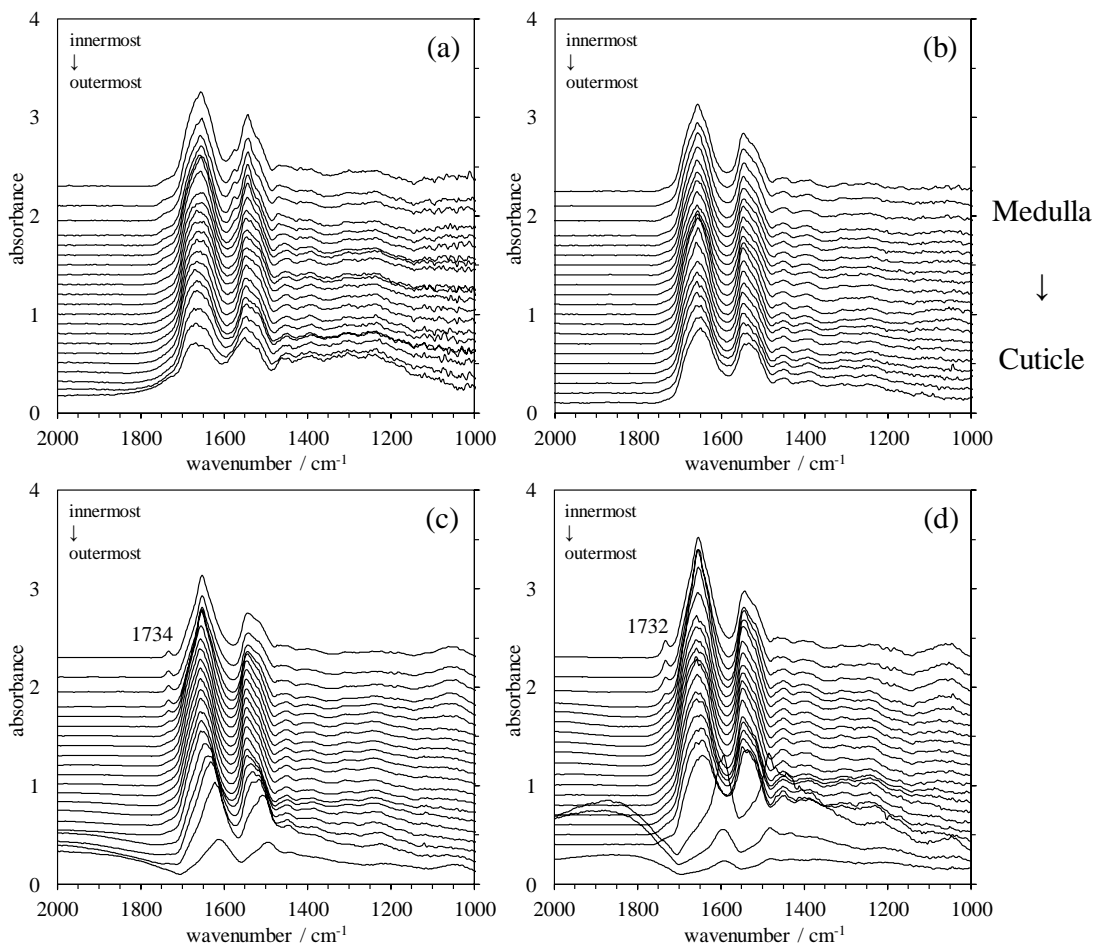 4
3
2
1
0
absorbance
innermost
↓
outermost
(a)
2000 1800 1600 1400 1200 1000
wavenumber / cm-1
4
3
2
1
0
absorbance
innermost
↓
outermost
(b)
2000 1800 1600 1400 1200 1000
wavenumber / cm-1
Medulla
↓
Cuticle
4
3
2
1
0
absorbance
innermost
↓
outermost
(c)
1734
2000 1800 1600 1400 1200 1000
wavenumber / cm-1
4
3
2
1
0
absorbance
innermost
↓
outermost
(d)
1732
2000 1800 1600 1400 1200 1000
wavenumber / cm-1